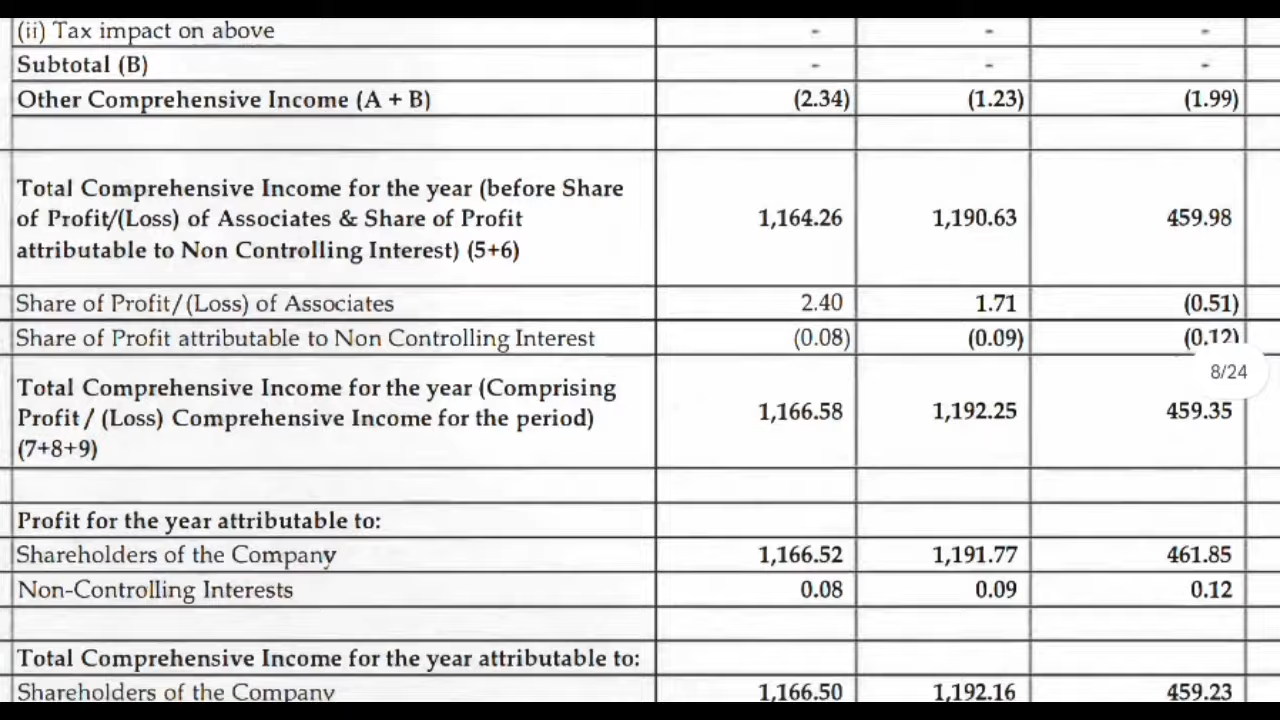 (ii) Tax impact on above - - -
Subtotal (B) - - -
Other Comprehensive Income (A + B) (2.34) (1.23) (1.99)
Total Comprehensive Income for the year (before Share
of Profit/(Loss) of Associates & Share of Profit 1,164.26 1,190.63 459.98
attributable to Non Controlling Interest) (5+6)
Share of Profit/(Loss) of Associates 2.40 1.71 (0.51)
Share of Profit attributable to Non Controlling Interest (0.08) (0.09) (0.12)
8/24
Total Comprehensive Income for the year (Comprising
Profit / (Loss) Comprehensive Income for the period) 1,166.58 1,192.25 459.35
(7+8+9)
Profit for the year attributable to:
Shareholders of the Company 1,166.52 1,191.77 461.85
Non-Controlling Interests 0.08 0.09 0.12
Total Comprehensive Income for the year attributable to:
Shareholders of the Company 1,166.50 1,192.16 459.23